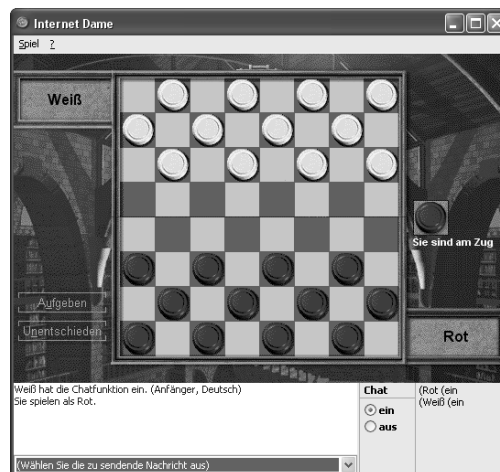 Internet Dame
Spiel ?
Weiß
Sie sind am Zug
Aufgeben
Unentschieden
Rot
Weiß hat die Chatfunktion ein. (Anfänger, Deutsch)
Sie spielen als Rot.
Chat
ein
aus
(Rot (ein
(Weiß (ein
(Wählen Sie die zu sendende Nachricht aus)